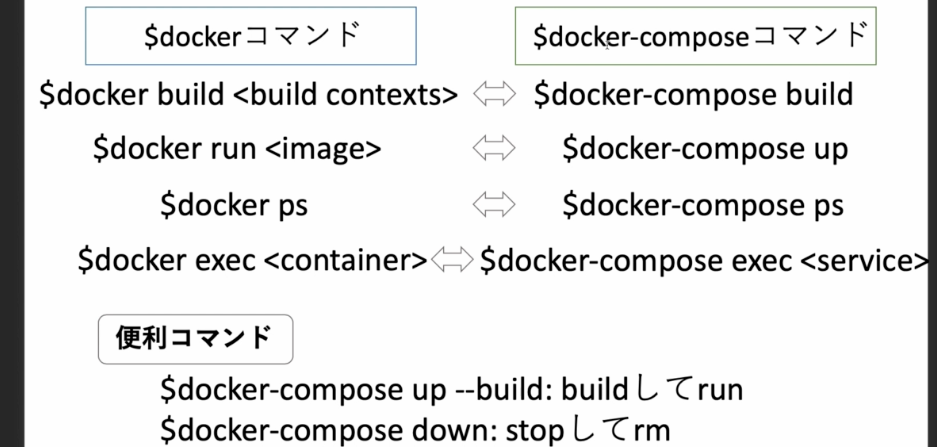 $dockerコマンド $docker-composeコマンド
$docker build <build contexts> $docker-compose build
$docker run <image> $docker-compose up
$docker ps $docker-compose ps
$docker exec <container> $docker-compose exec <service>
便利コマンド
$docker-compose up --build: buildしてrun
$docker-compose down: stopしてrm